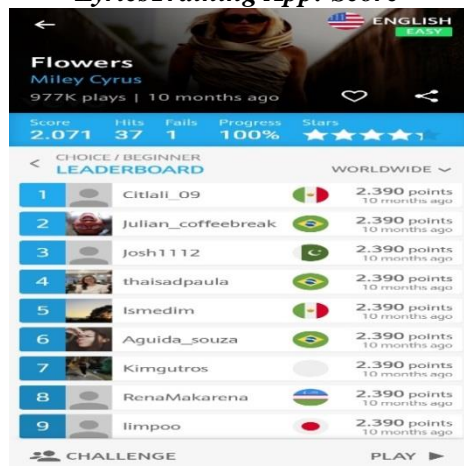 LyricsTraining App: Score
ENGLISH
EASY
Flowers
Miley Cyrus
977K plays | 10 months ago
Score Hits Fails Progress Stars
2.071 37 1 100%
CHOICE / BEGINNER
LEADERBOARD WORLDWIDE
1 Citlali_09 2.390 points
10 months ago
2 Julian_coffeebreak 2.390 points
10 months ago
3 Josh1112 2.390 points
10 months ago
4 thaisadpaula 2.390 points
10 months ago
5 Ismedim 2.390 points
10 months ago
6 Aguida_souza 2.390 points
10 months ago
7 Kimgutros 2.390 points
10 months ago
8 RenaMakarena 2.390 points
10 months ago
9 limpoo 2.390 points
10 months ago
CHALLENGE PLAY